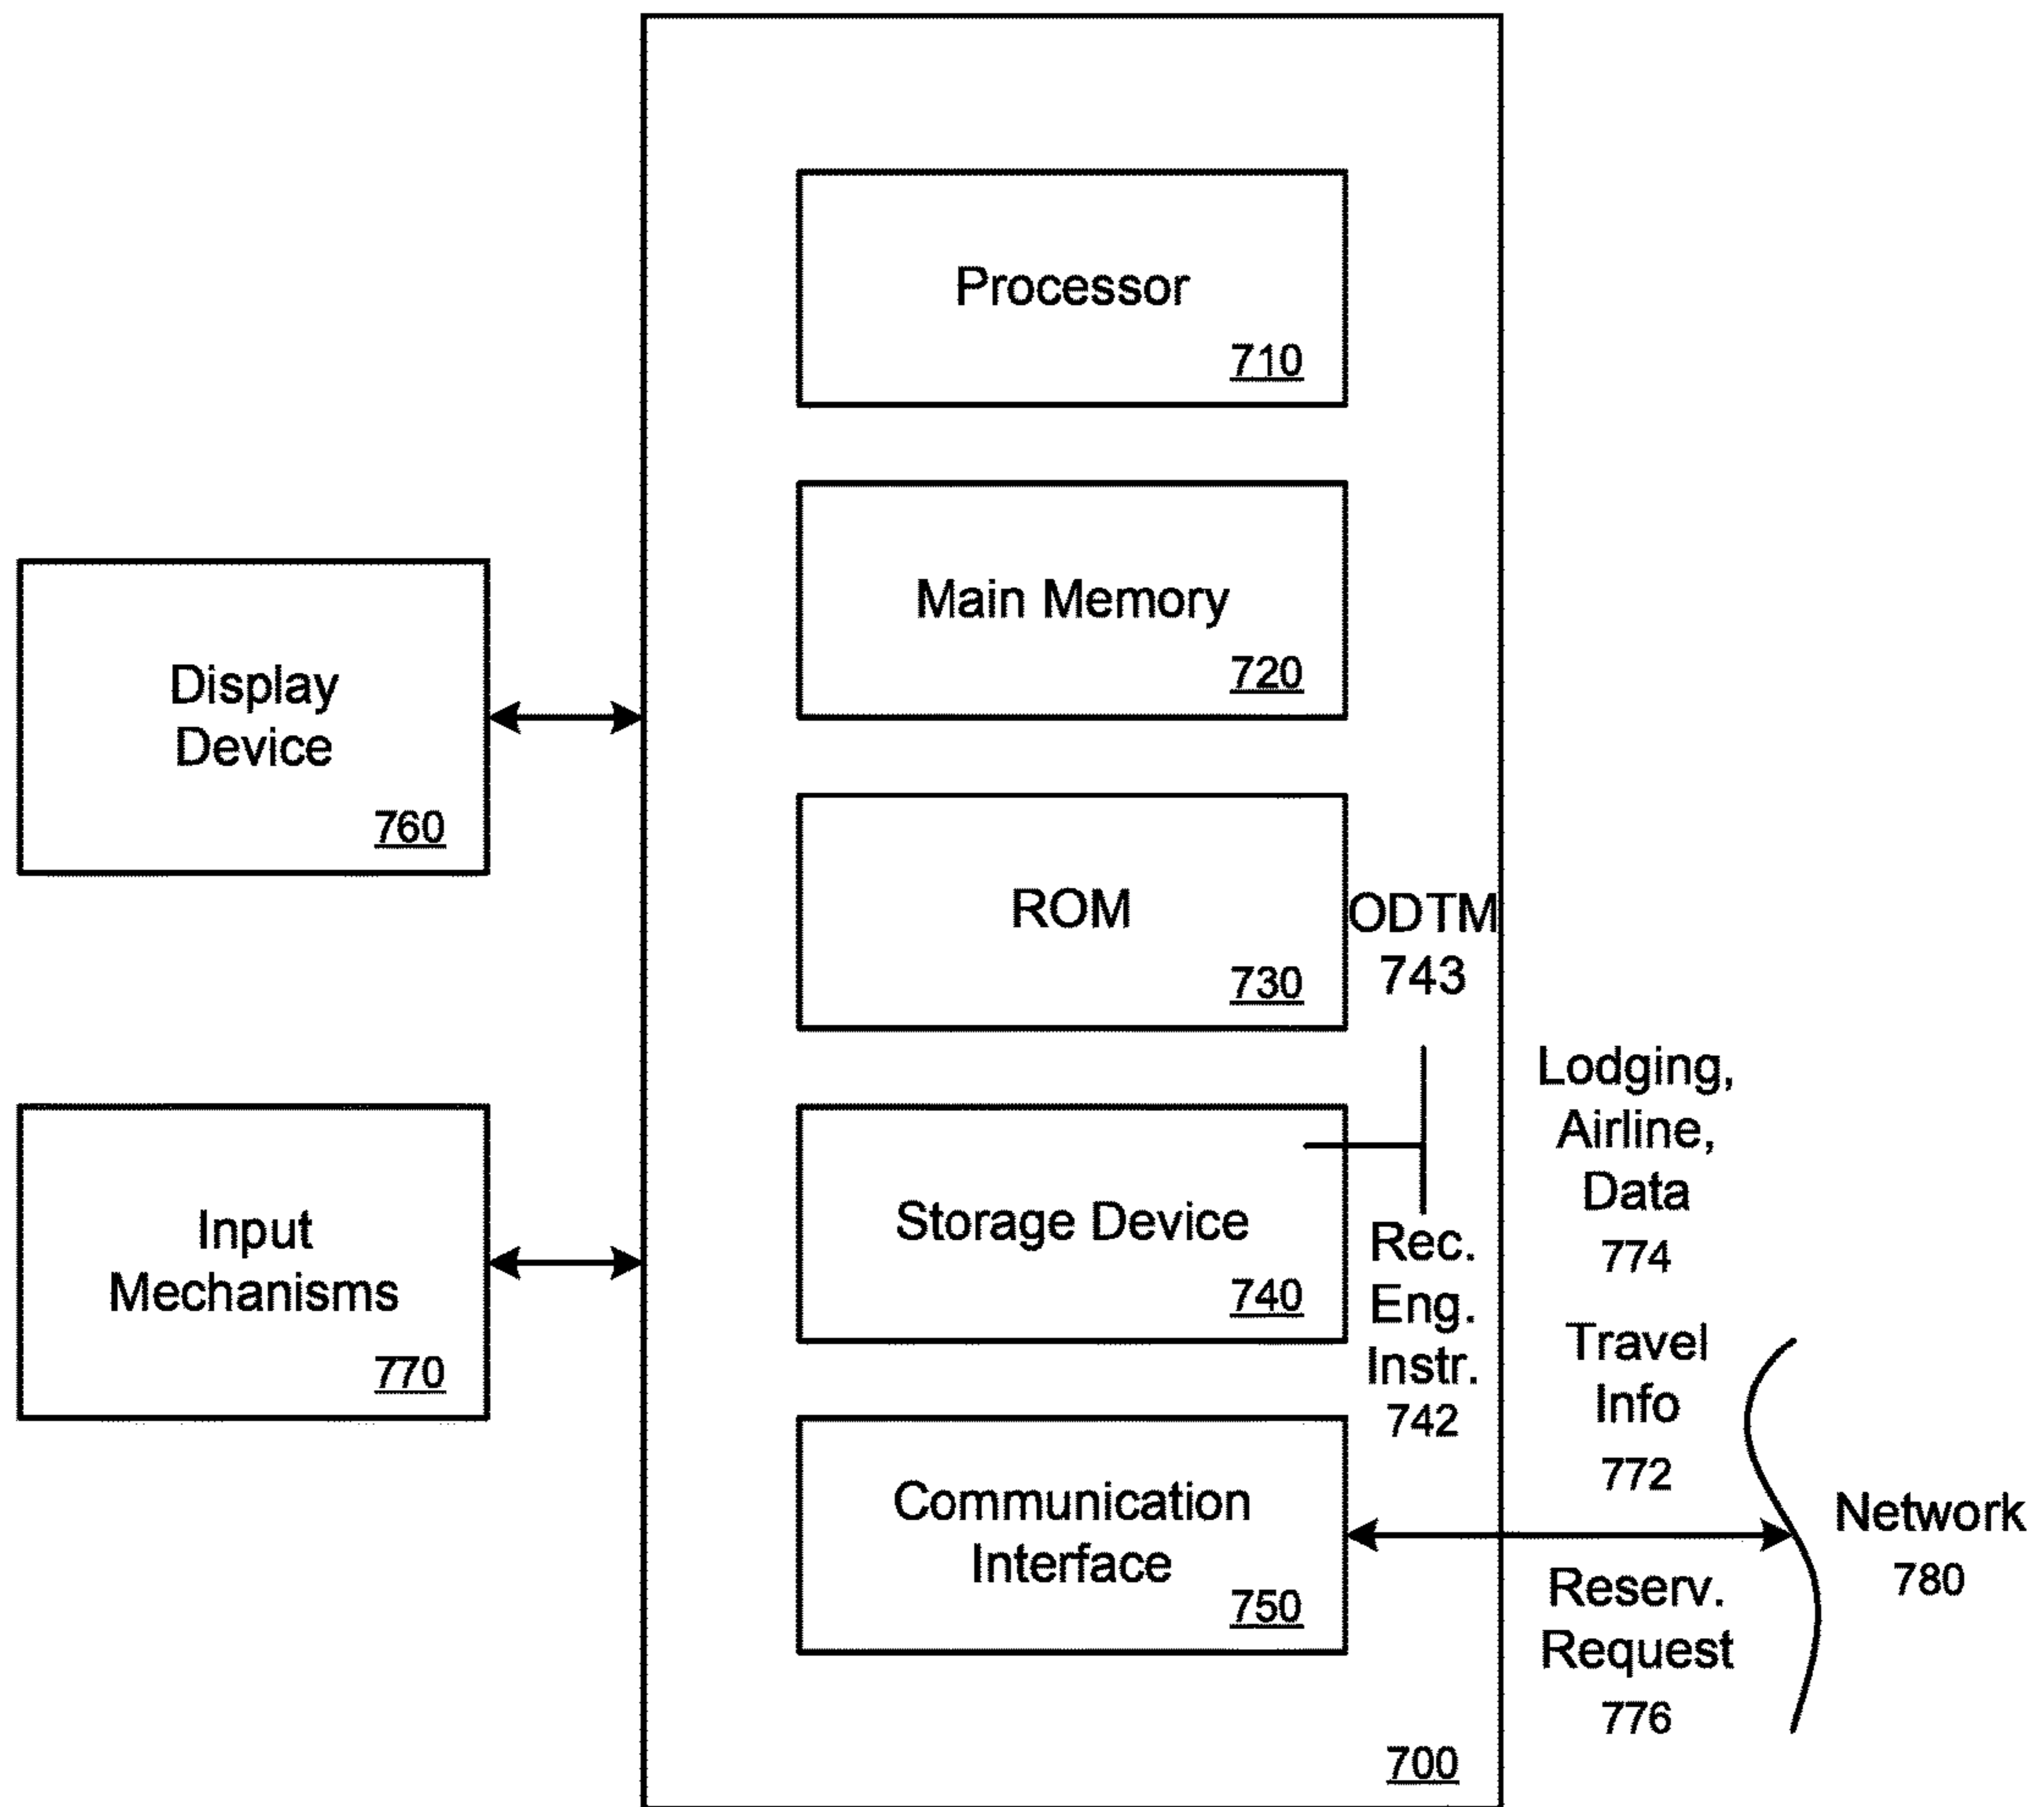 Processor
710
Main Memory
720
Display
Device
760
ROM
730
ODTM
743
Input
Mechanisms
770
Storage Device
740
Rec.
Eng.
Instr.
742
Lodging,
Airline,
Data
774
Travel
Info
772
Communication
Interface
750
Network
780
Reserv.
Request
776
700